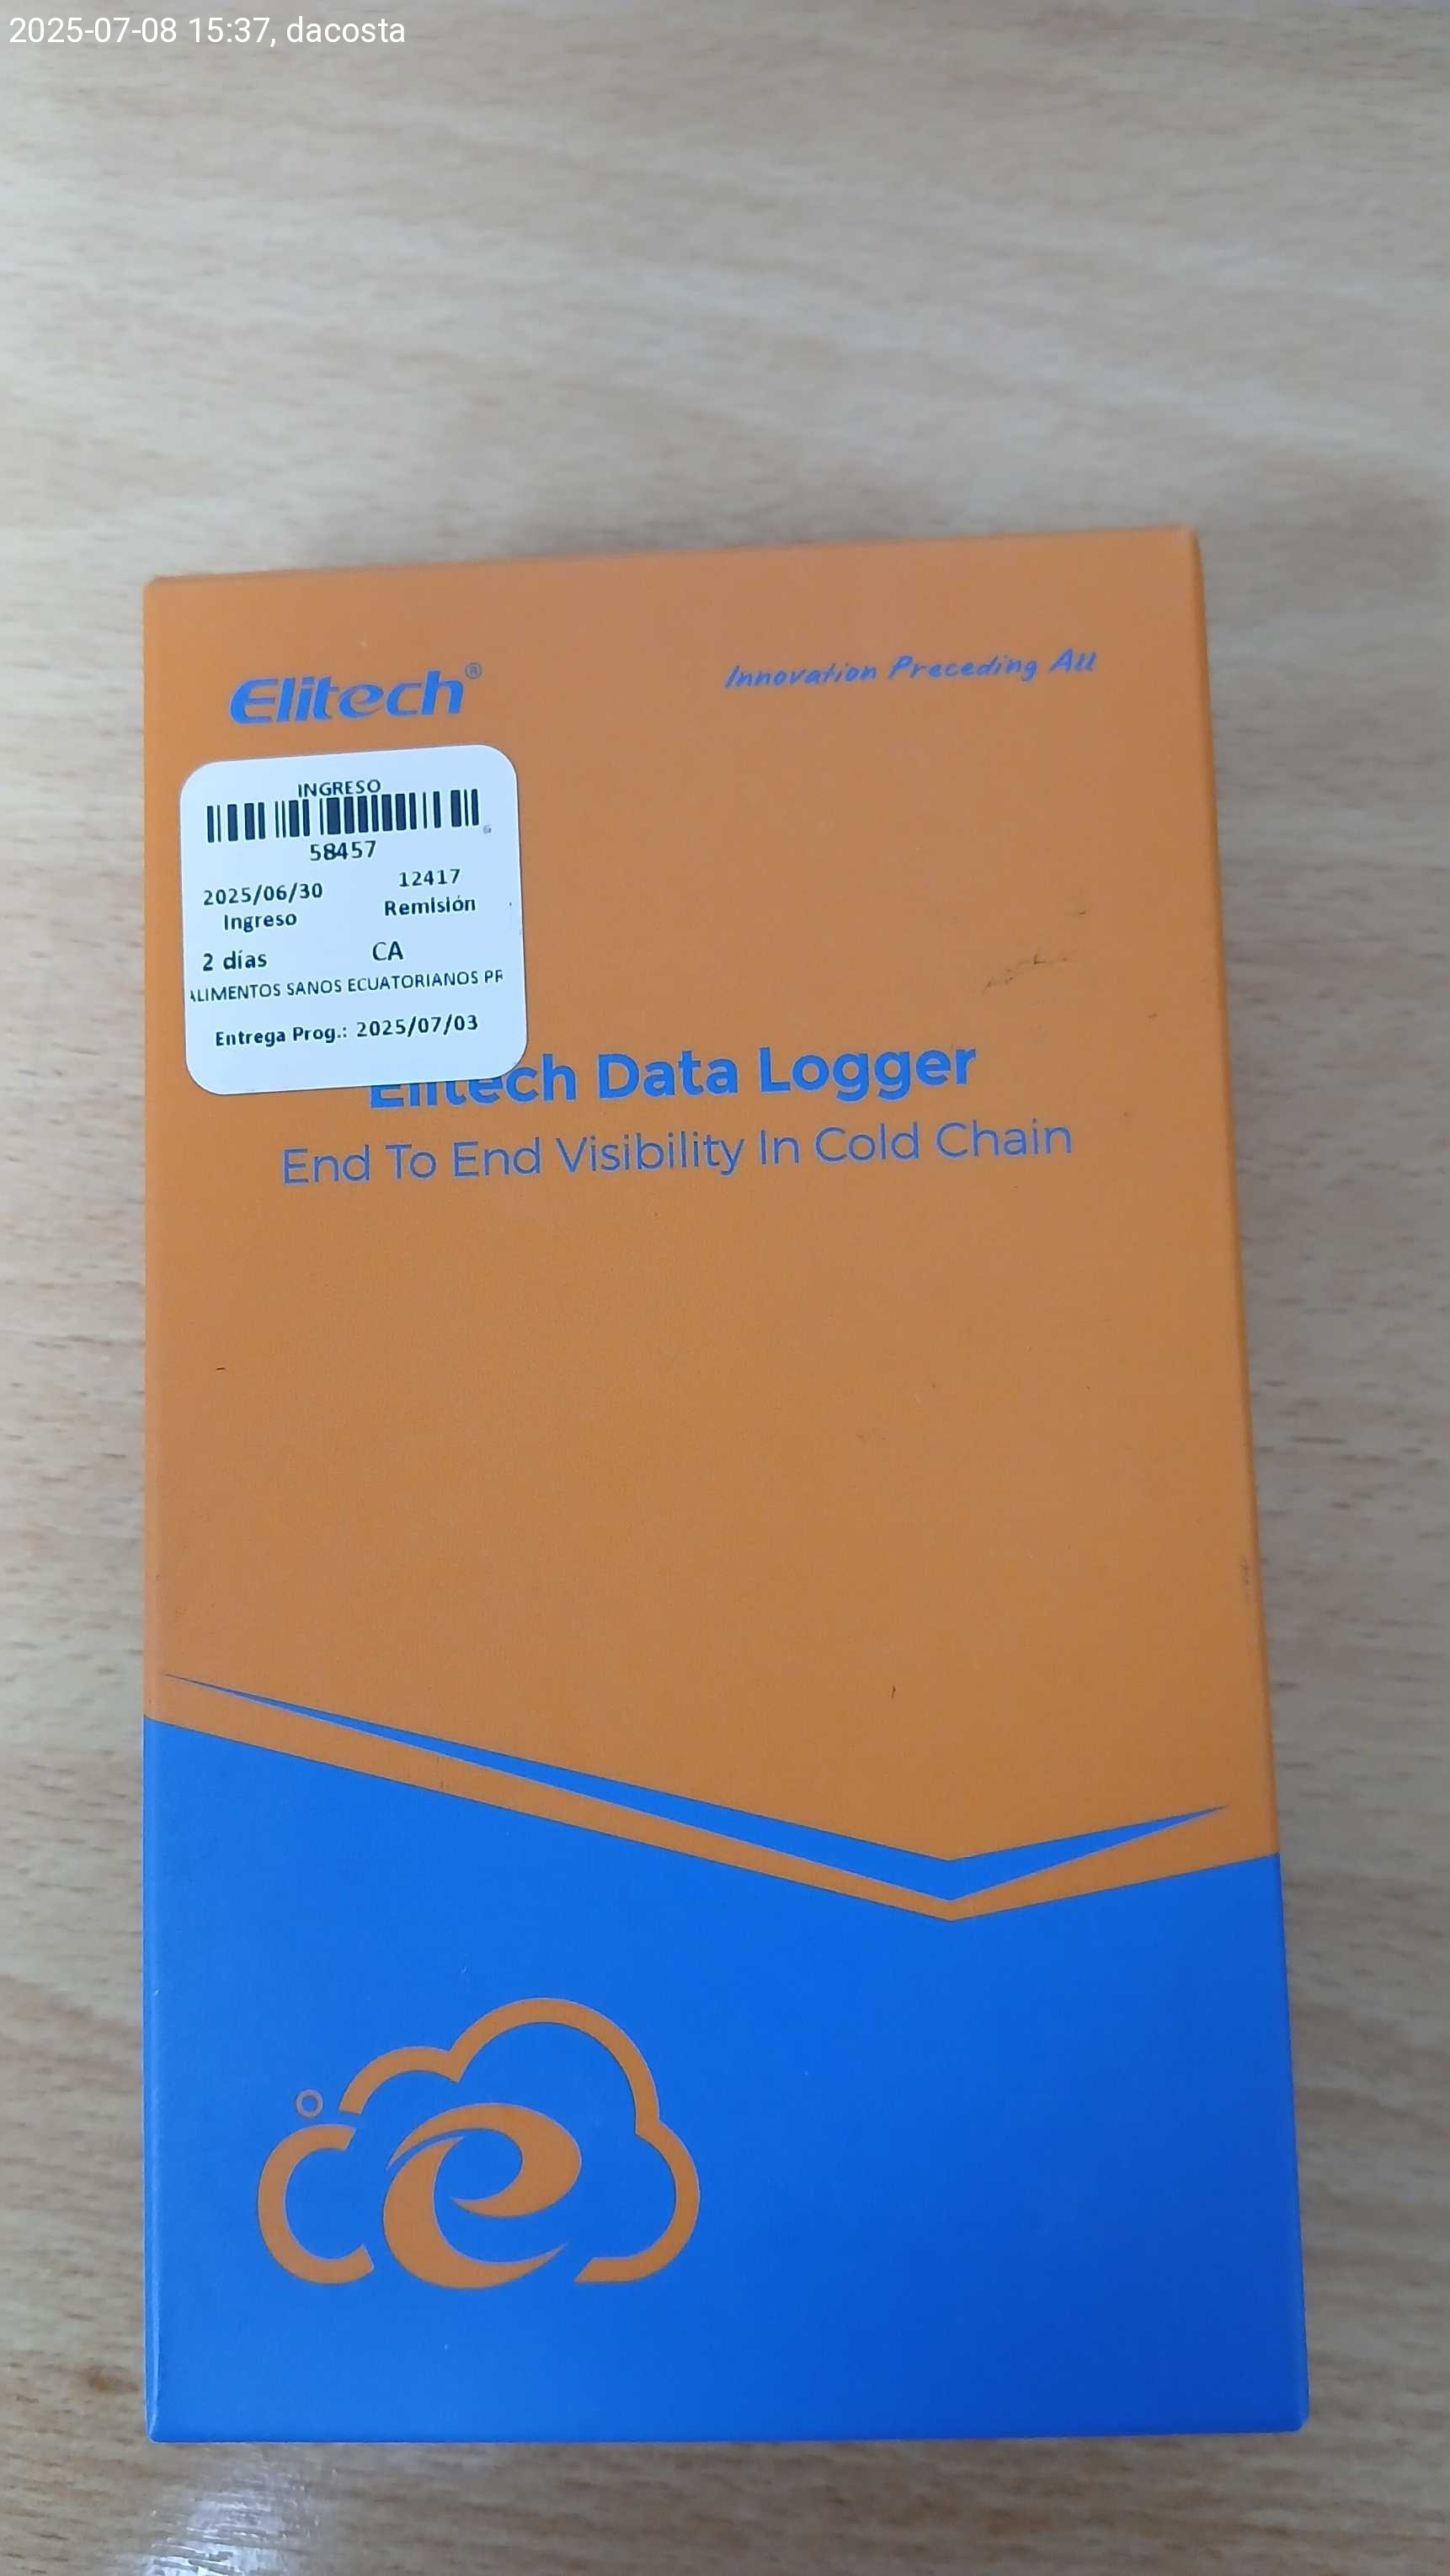 2025-07-08 15:37, dacosta
Elitech®
Innovation Preceding All
INGRESO
58457
2025/06/30 12417
Ingreso Remisión
2 días CA
ALIMENTOS SANOS ECUATORIANOS PR
Entrega Prog.: 2025/07/03
Elitech Data Logger
End To End Visibility In Cold Chain
°C e